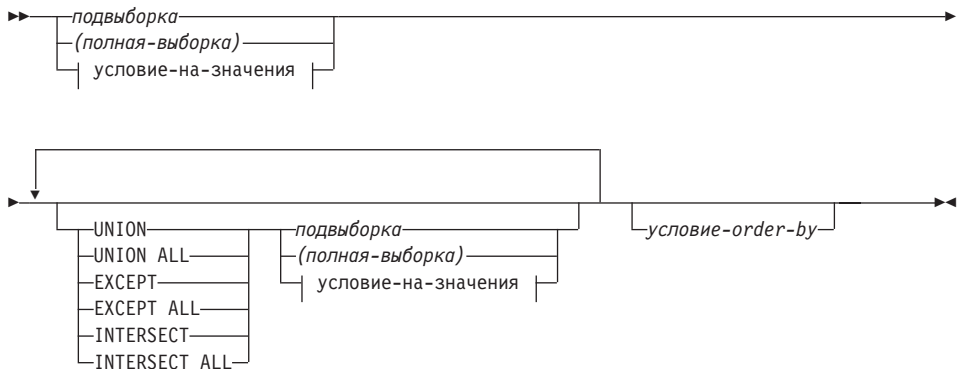 подвыборка
(полная-выборка)
условие-на-значения
UNION
UNION ALL
EXCEPT
EXCEPT ALL
INTERSECT
INTERSECT ALL
подвыборка
(полная-выборка)
условие-на-значения
условие-order-by